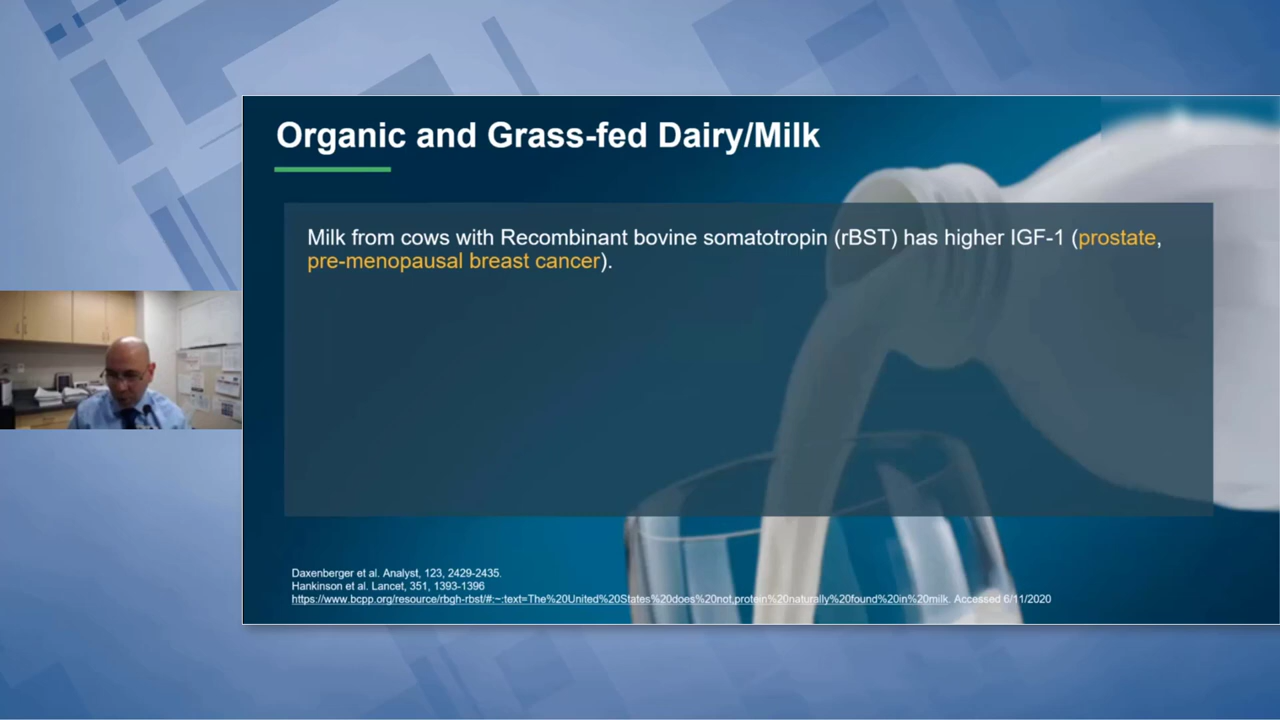 Organic and Grass-fed Dairy/Milk
Milk from cows with Recombinant bovine somatotropin (rBST) has higher IGF-1 (prostate,
pre-menopausal breast cancer).
Daxenberger et al. Analyst, 123, 2429-2435.
Hankinson et al. Lancet, 351, 1393-1396
https://www.bcpp.org/resource/rbgh-rbst/#:~:text=The%20United%20States%20does%20not,protein%20naturally%20found%20in%20milk. Accessed 6/11/2020